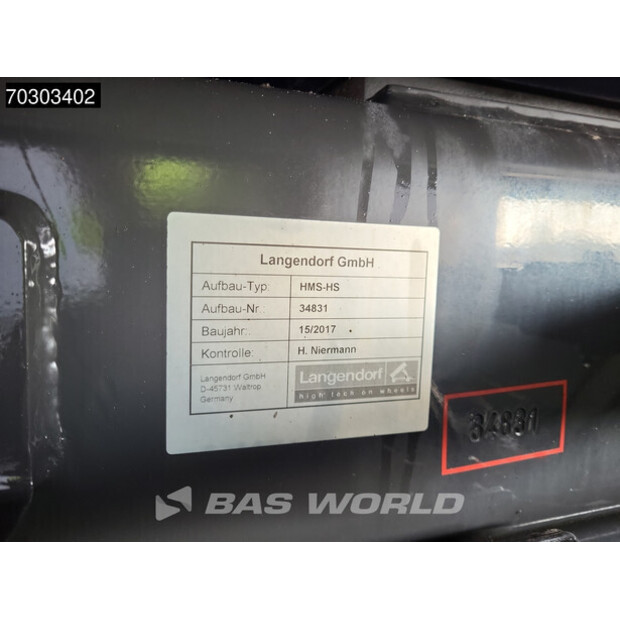 70303402
Langendorf GmbH
Aufbau-Typ: HMS-HS
Aufbau-Nr.: 34831
Baujahr: 15/2017
Kontrolle: H. Niermann
Langendorf GmbH
D-45731 Waltrop
Germany
Langendorf
high tech on wheels
34831
BAS WORLD